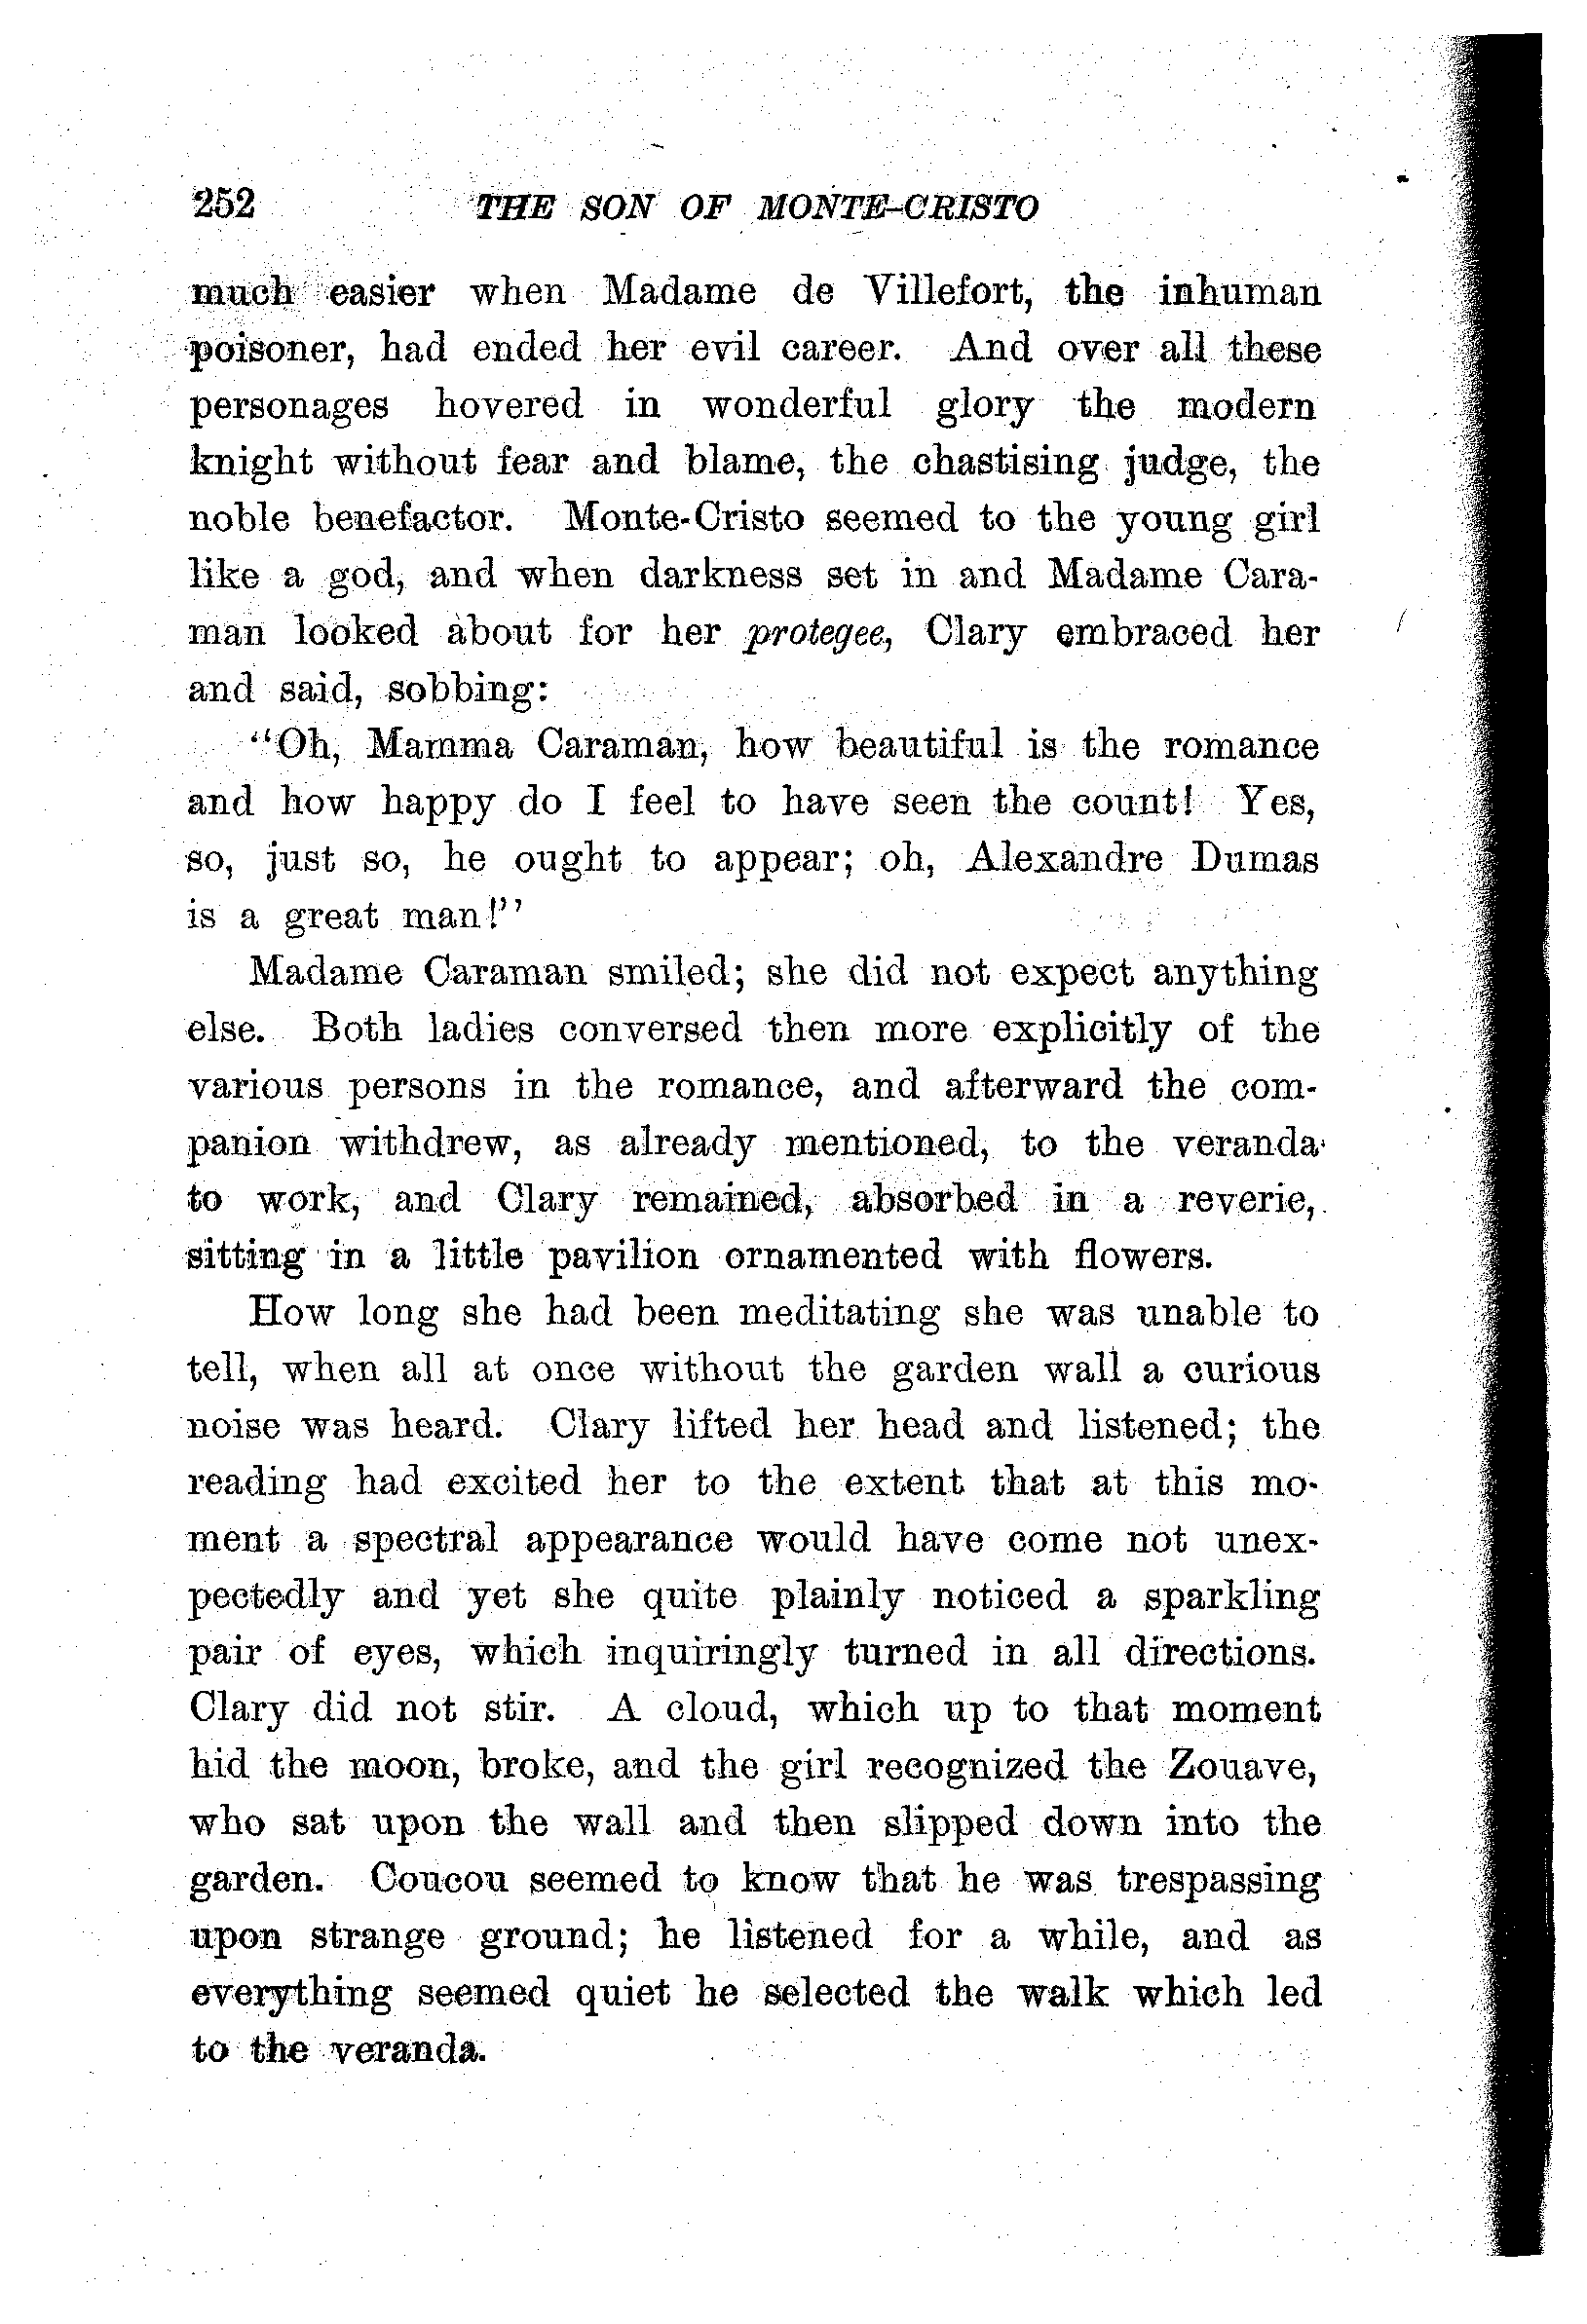 252 THE SON OF MONTE-CRISTO
much easier when Madame de Villefort, the inhuman
poisoner, had ended her evil career. And over all these
personages hovered in wonderful glory the modern
knight without fear and blame, the chastising judge, the
noble benefactor. Monte-Cristo seemed to the young girl
like a god, and when darkness set in and Madame Cara-
man looked about for her protegee, Clary embraced her
and said, sobbing:
"Oh, Mamma Caraman, how beautiful is the romance
and how happy do I feel to have seen the count! Yes,
so, just so, he ought to appear; oh, Alexandre Dumas
is a great man!"
Madame Caraman smiled; she did not expect anything
else. Both ladies conversed then more explicitly of the
various persons in the romance, and afterward the com-
panion withdrew, as already mentioned, to the veranda
to work, and Clary remained, absorbed in a reverie,
sitting in a little pavilion ornamented with flowers.
How long she had been meditating she was unable to
tell, when all at once without the garden wall a curious
noise was heard. Clary lifted her head and listened; the
reading had excited her to the extent that at this mo-
ment a spectral appearance would have come not unex-
pectedly and yet she quite plainly noticed a sparkling
pair of eyes, which inquiringly turned in all directions.
Clary did not stir. A cloud, which up to that moment
hid the moon, broke, and the girl recognized the Zouave,
who sat upon the wall and then slipped down into the
garden. Coucou seemed to know that he was trespassing
upon strange ground; he listened for a while, and as
everything seemed quiet he selected the walk which led
to the veranda.